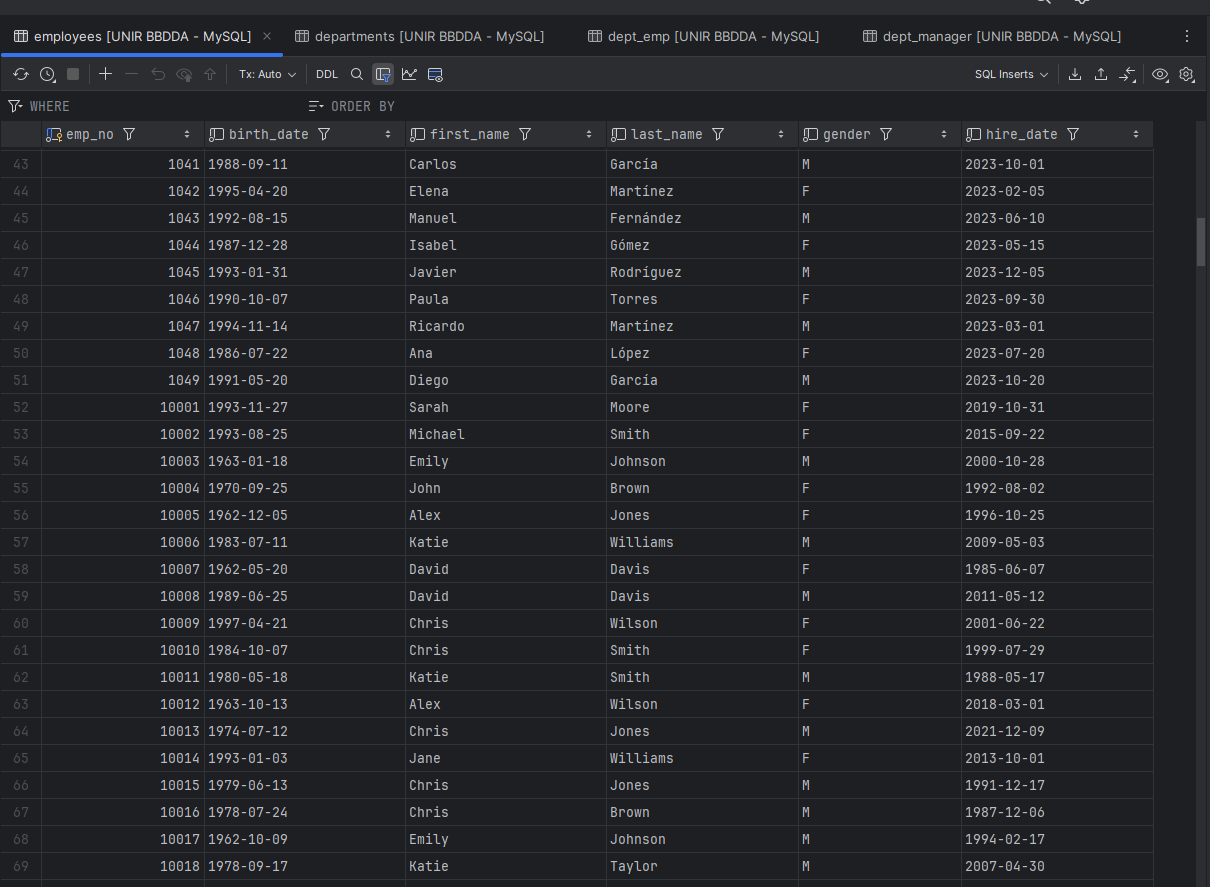 employees [UNIR BBDDA - MySQL] × departments [UNIR BBDDA - MySQL] dept_emp [UNIR BBDDA - MySQL] dept_manager [UNIR BBDDA - MySQL]
Tx: Auto DDL SQL Inserts
WHERE ORDER BY
emp_no birth_date first_name last_name gender hire_date
43 1041 1988-09-11 Carlos García M 2023-10-01
44 1042 1995-04-20 Elena Martínez F 2023-02-05
45 1043 1992-08-15 Manuel Fernández M 2023-06-10
46 1044 1987-12-28 Isabel Gómez F 2023-05-15
47 1045 1993-01-31 Javier Rodríguez M 2023-12-05
48 1046 1990-10-07 Paula Torres F 2023-09-30
49 1047 1994-11-14 Ricardo Martínez M 2023-03-01
50 1048 1986-07-22 Ana López F 2023-07-20
51 1049 1991-05-20 Diego García M 2023-10-20
52 10001 1993-11-27 Sarah Moore F 2019-10-31
53 10002 1993-08-25 Michael Smith F 2015-09-22
54 10003 1963-01-18 Emily Johnson M 2000-10-28
55 10004 1970-09-25 John Brown F 1992-08-02
56 10005 1962-12-05 Alex Jones F 1996-10-25
57 10006 1983-07-11 Katie Williams M 2009-05-03
58 10007 1962-05-20 David Davis F 1985-06-07
59 10008 1989-06-25 David Davis M 2011-05-12
60 10009 1997-04-21 Chris Wilson F 2001-06-22
61 10010 1984-10-07 Chris Smith F 1999-07-29
62 10011 1980-05-18 Katie Smith M 1988-05-17
63 10012 1963-10-13 Alex Wilson F 2018-03-01
64 10013 1974-07-12 Chris Jones M 2021-12-09
65 10014 1993-01-03 Jane Williams F 2013-10-01
66 10015 1979-06-13 Chris Jones M 1991-12-17
67 10016 1978-07-24 Chris Brown M 1987-12-06
68 10017 1962-10-09 Emily Johnson M 1994-02-17
69 10018 1978-09-17 Katie Taylor M 2007-04-30